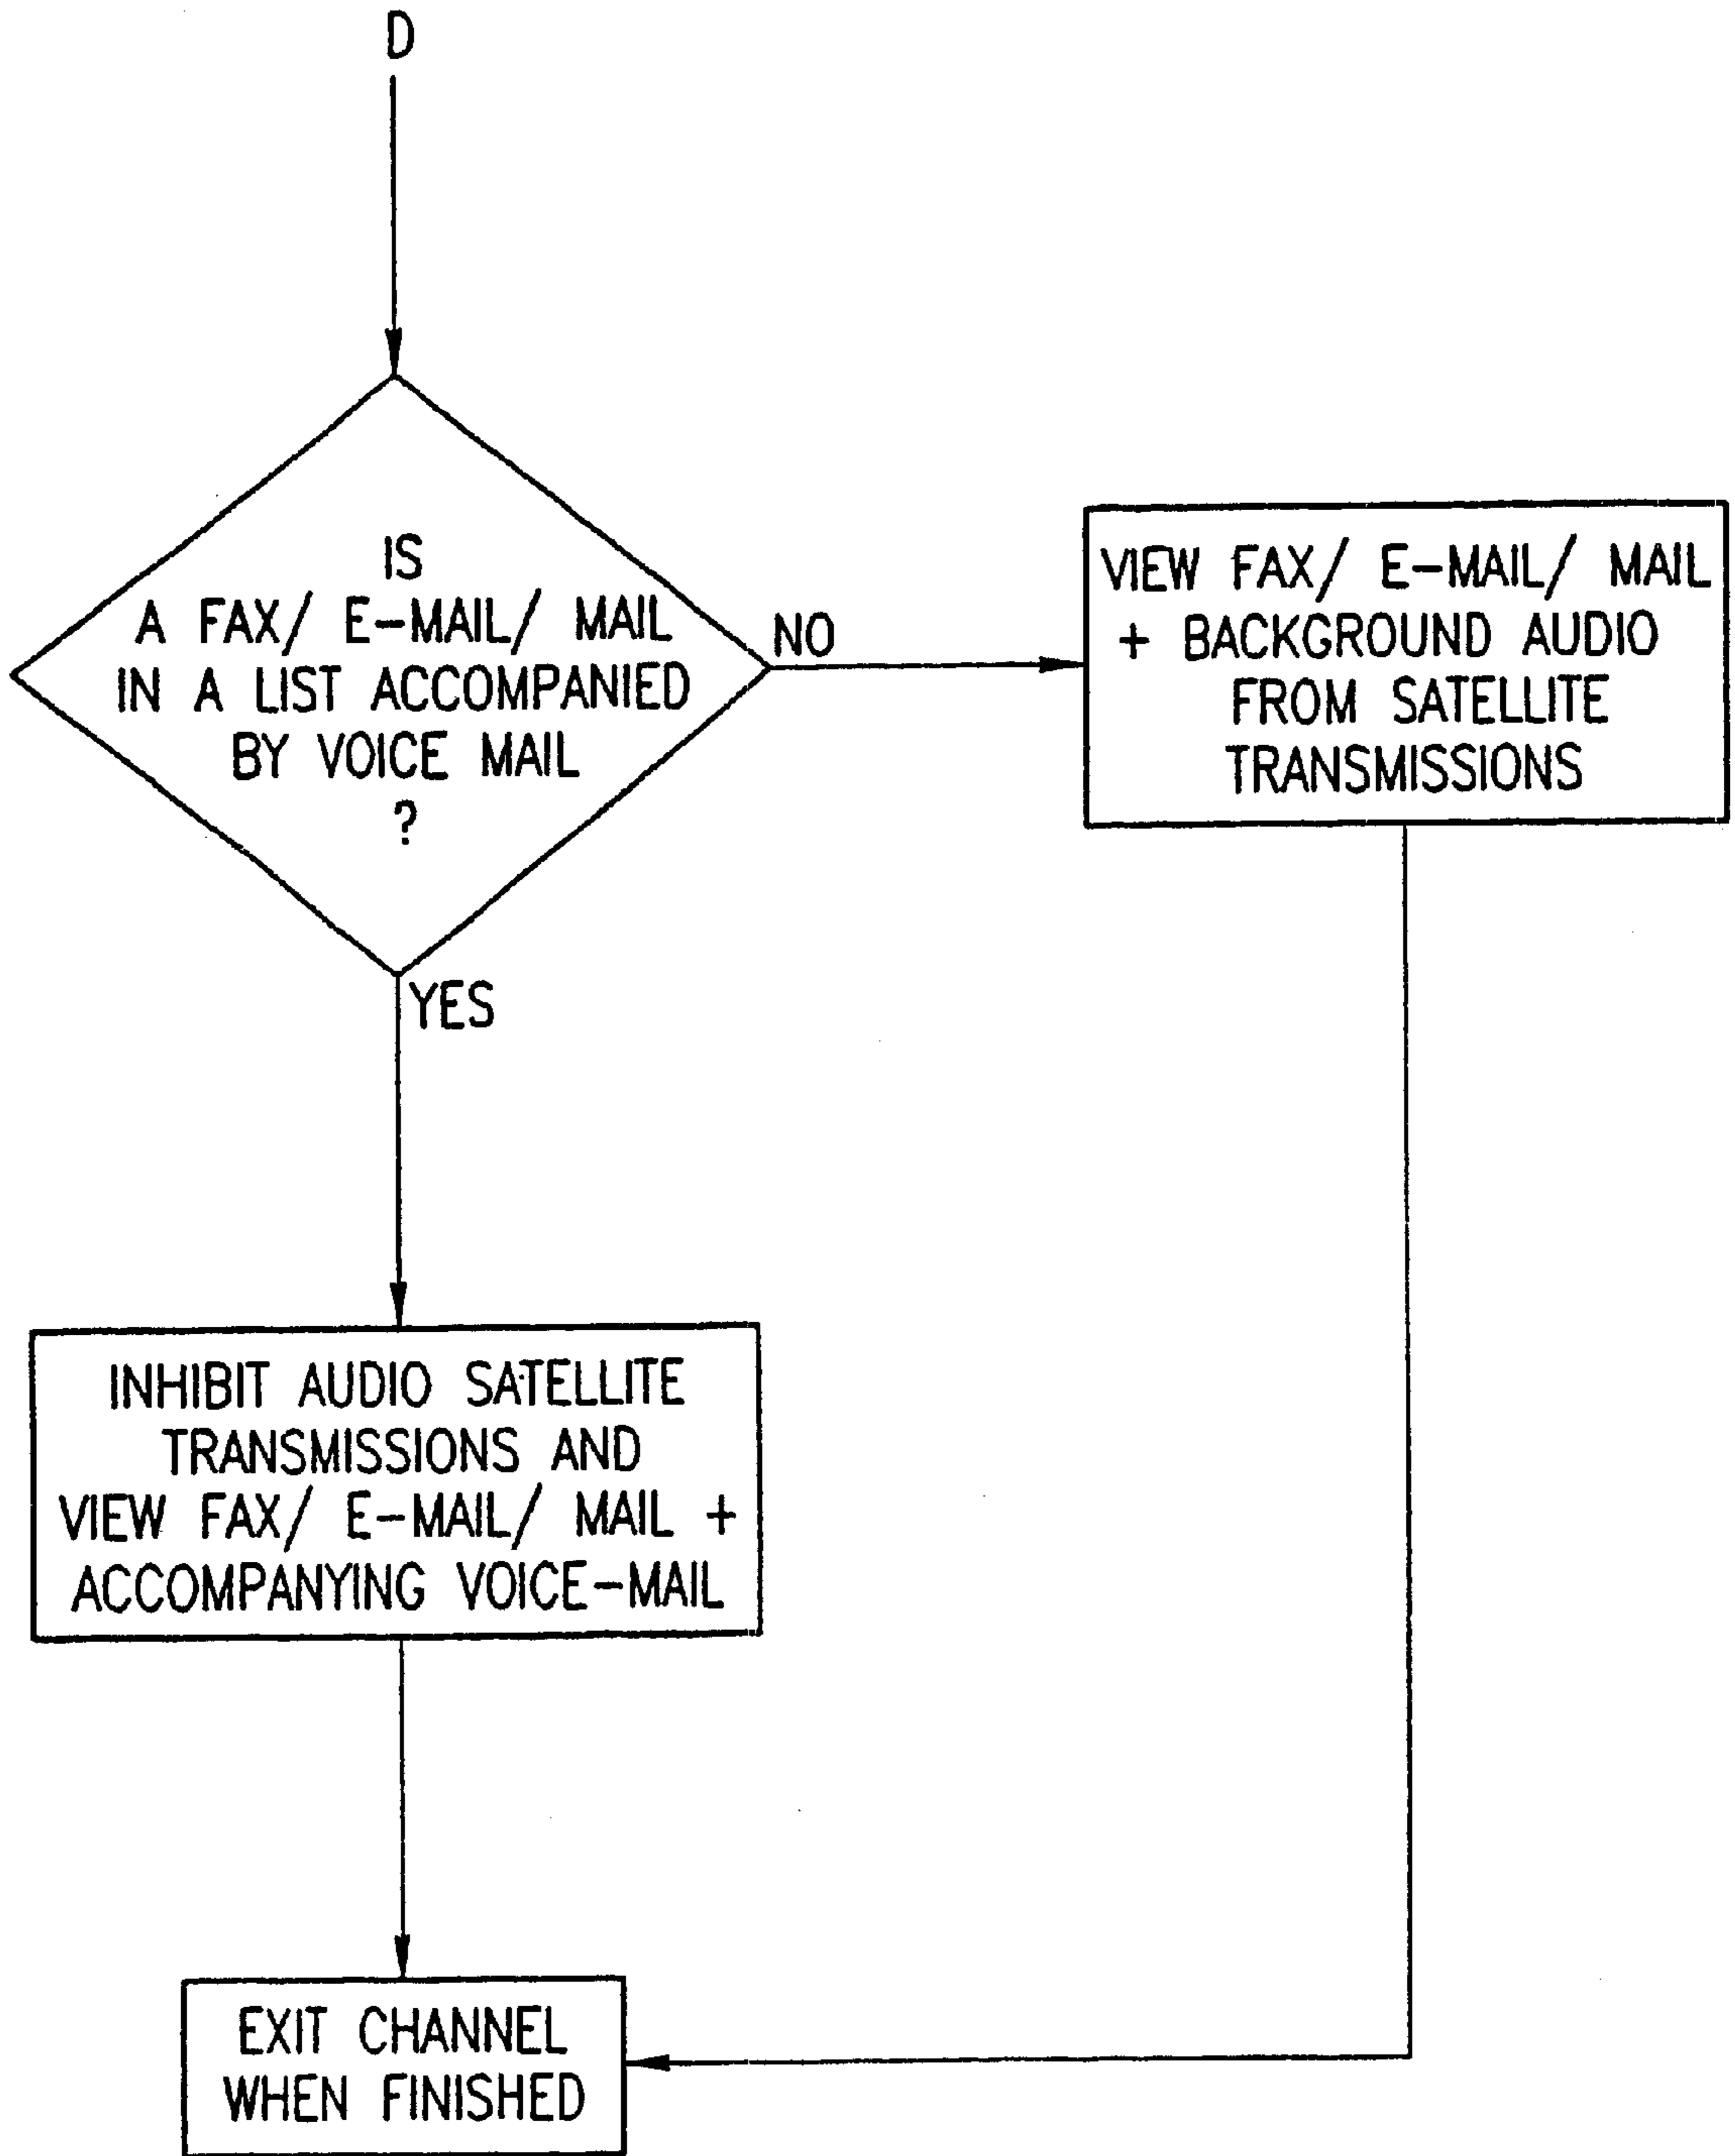 D
IS
A FAX/ E-MAIL/ MAIL
IN A LIST ACCOMPANIED
BY VOICE MAIL
?
NO
VIEW FAX/ E-MAIL/ MAIL
+ BACKGROUND AUDIO
FROM SATELLITE
TRANSMISSIONS
YES
INHIBIT AUDIO SATELLITE
TRANSMISSIONS AND
VIEW FAX/ E-MAIL/ MAIL +
ACCOMPANYING VOICE-MAIL
EXIT CHANNEL
WHEN FINISHED